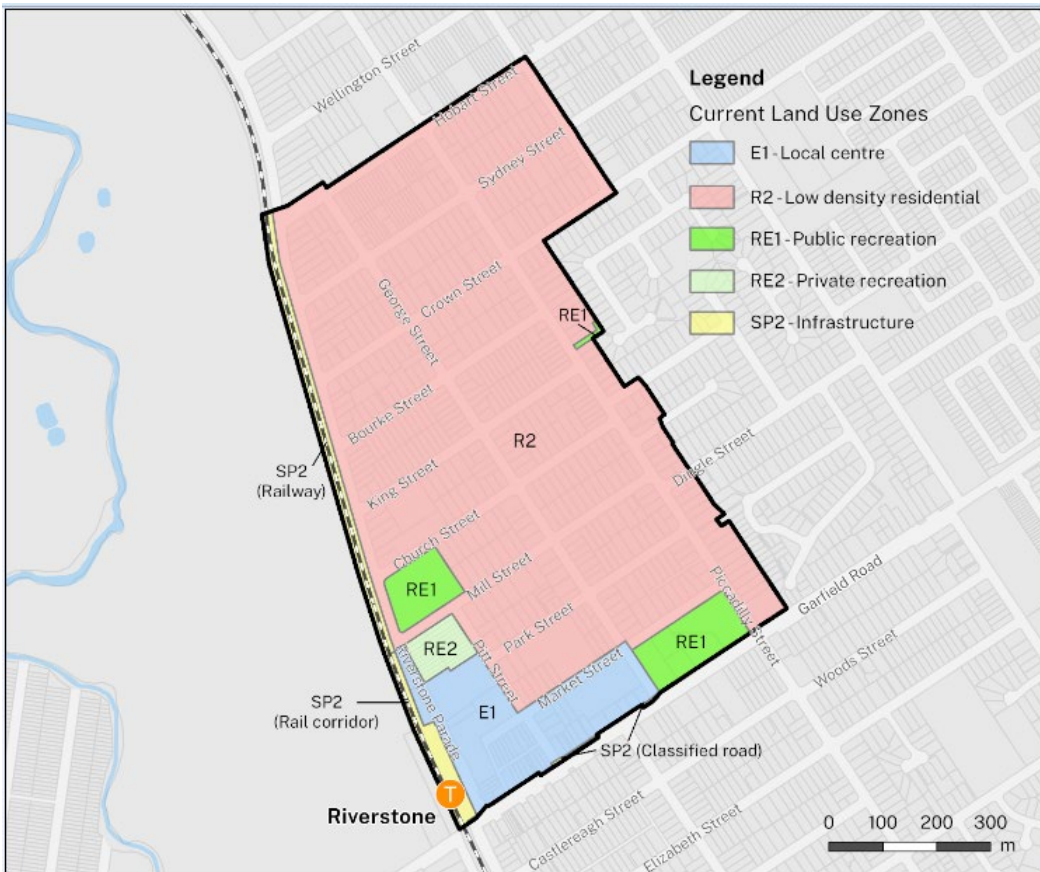 Wellington Street
Hobart Street
Sydney Street
Legend
Current Land Use Zones
E1 - Local centre
R2 - Low density residential
RE1 - Public recreation
RE2 - Private recreation
SP2 - Infrastructure
George Street
Crown Street
RE1
Bourke Street
R2
SP2
(Railway)
King Street
Dingle Street
Church Street
RE1
Mill Street
Piccadilly Street
Garfield Road
RE2
Park Street
RE1
Woods Street
Pitt Street
Riverstone Parade
Market Street
SP2
(Rail corridor)
E1
SP2 (Classified road)
T
Riverstone
Castlereagh Street
Elizabeth Street
0 100 200 300
m